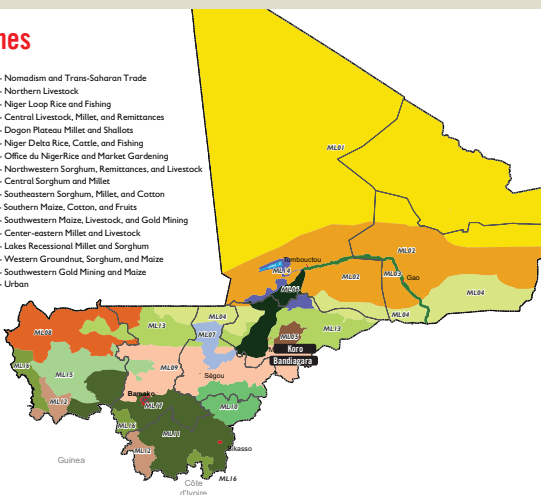 nes
- Nomadism and Trans-Saharan Trade
- Northern Livestock
- Niger Loop Rice and Fishing
- Central Livestock, Millet, and Remittances
- Dogon Plateau Millet and Shallots
- Niger Delta Rice, Cattle, and Fishing
- Office du NigerRice and Market Gardening
- Northwestern Sorghum, Remittances, and Livestock
- Central Sorghum and Millet
- Southeastern Sorghum, Millet, and Cotton
- Southern Maize, Cotton, and Fruits
- Southwestern Maize, Livestock, and Gold Mining
- Center-eastern Millet and Livestock
- Lakes Recessional Millet and Sorghum
- Western Groundnut, Sorghum, and Maize
- Southwestern Gold Mining and Maize
- Urban
ML01
ML02
Tombouctou
ML14
ML02
ML03
Gao
ML06
ML04
ML04
ML04
ML13
ML08
ML07
ML05
ML13
Koro
Bandiagara
ML16
ML15
ML09
Ségou
ML12
Bamako
ML17
ML10
ML16
ML11
ML12
Sikasso
Guinea
ML16
Côte
d'Ivoire